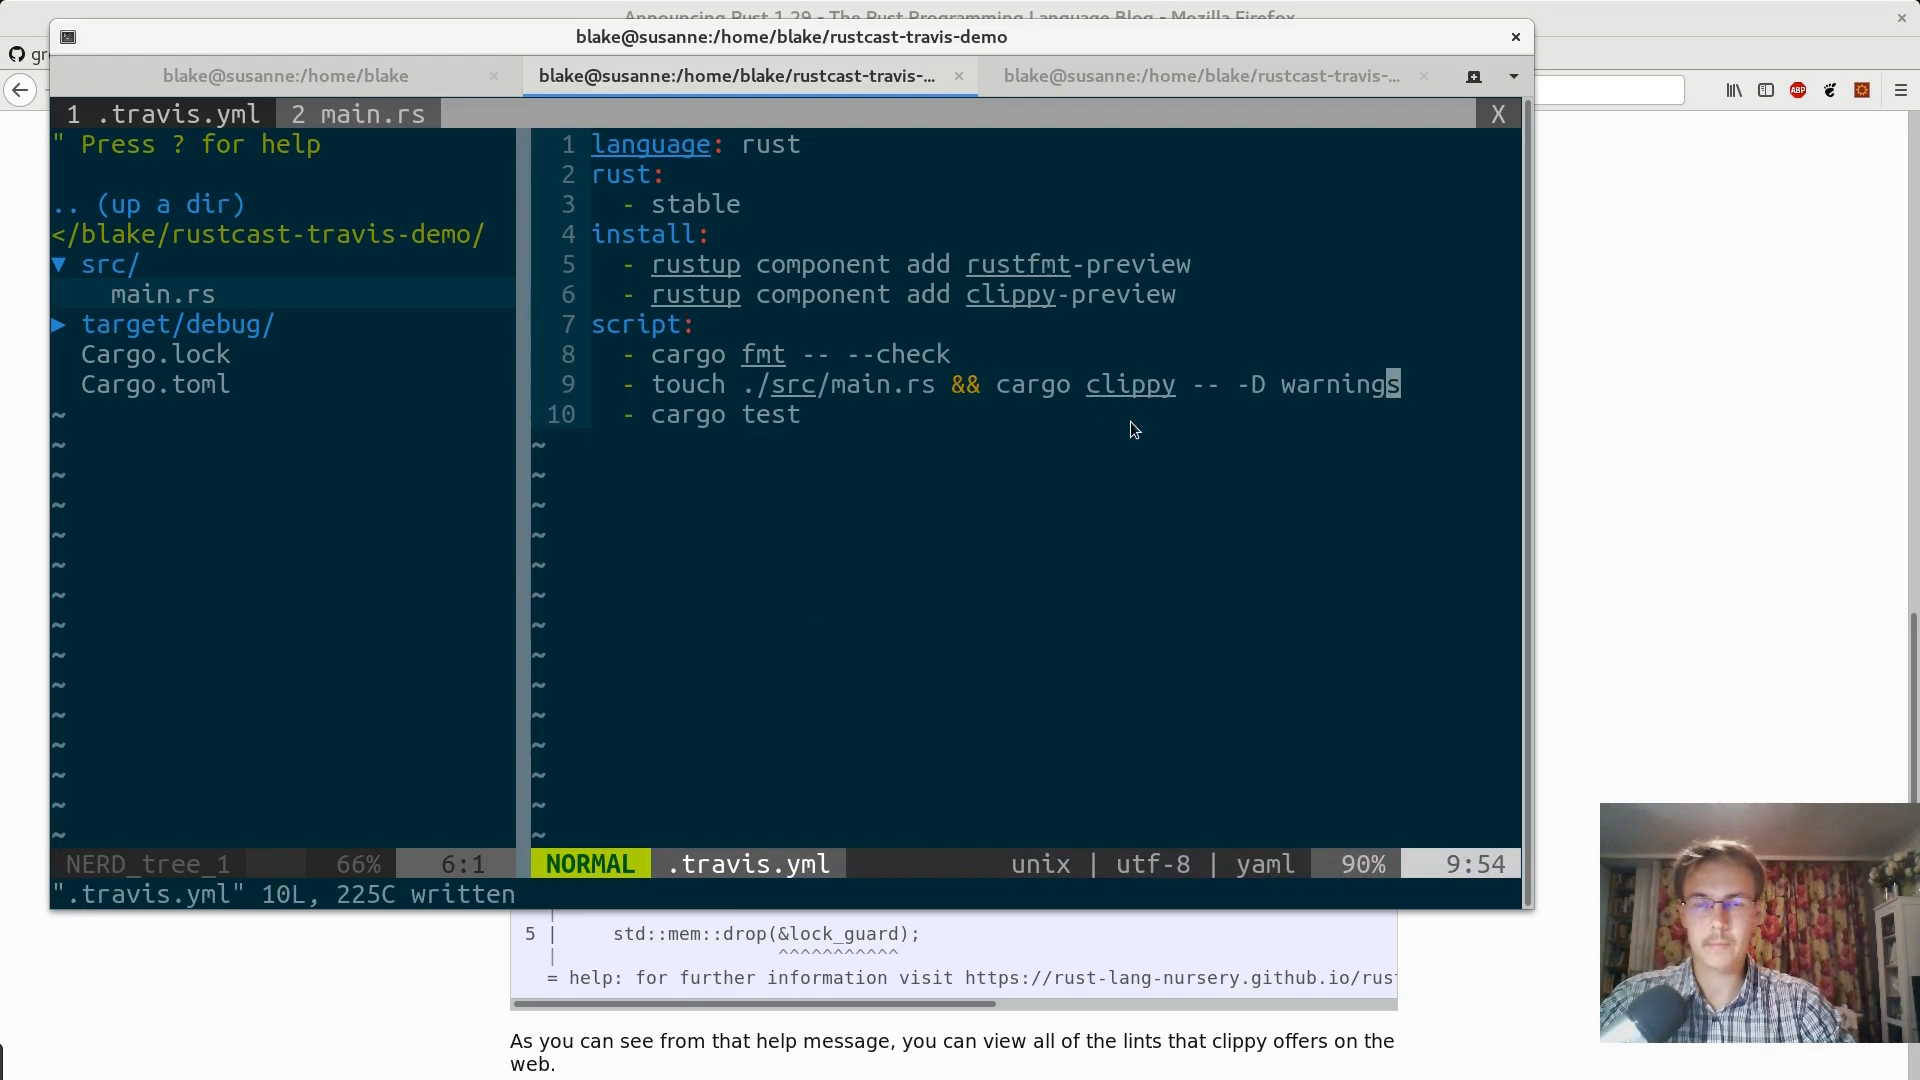 Announcing Rust 1.29 - The Rust Programming Language Blog - Mozilla Firefox
blake@susanne:/home/blake/rustcast-travis-demo
blake@susanne:/home/blake
blake@susanne:/home/blake/rustcast-travis-...
blake@susanne:/home/blake/rustcast-travis-...
ABP
1 .travis.yml
2 main.rs
X
" Press ? for help
.. (up a dir)
</blake/rustcast-travis-demo/
▼ src/
main.rs
▶ target/debug/
Cargo.lock
Cargo.toml
1 language: rust
2 rust:
3 - stable
4 install:
5 - rustup component add rustfmt-preview
6 - rustup component add clippy-preview
7 script:
8 - cargo fmt -- --check
9 - touch ./src/main.rs && cargo clippy -- -D warnings
10 - cargo test
NERD_tree_1 66% 6:1
NORMAL .travis.yml unix | utf-8 | yaml 90% 9:54
".travis.yml" 10L, 225C written
5 | std::mem::drop(&lock_guard);
| ^^^^^^^^^^^
= help: for further information visit https://rust-lang-nursery.github.io/rus
As you can see from that help message, you can view all of the lints that clippy offers on the
web.